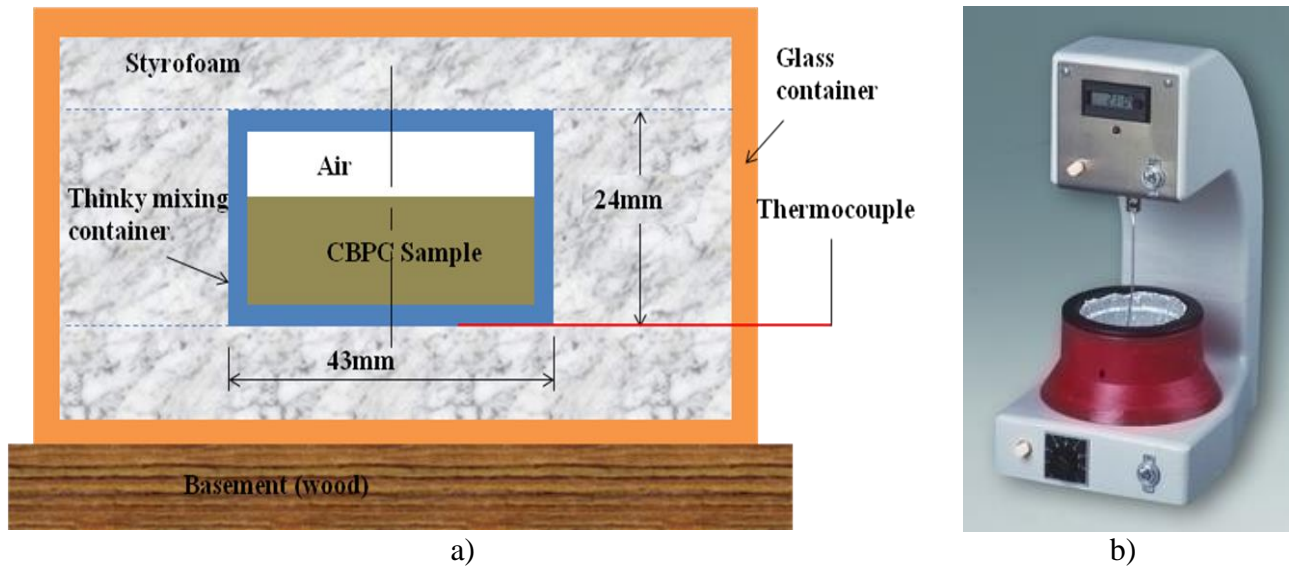 Styrofoam
Glass
container
Air
Thinky mixing
container
24mm
Thermocouple
CBPC Sample
43mm
Basement (wood)
a)
b)